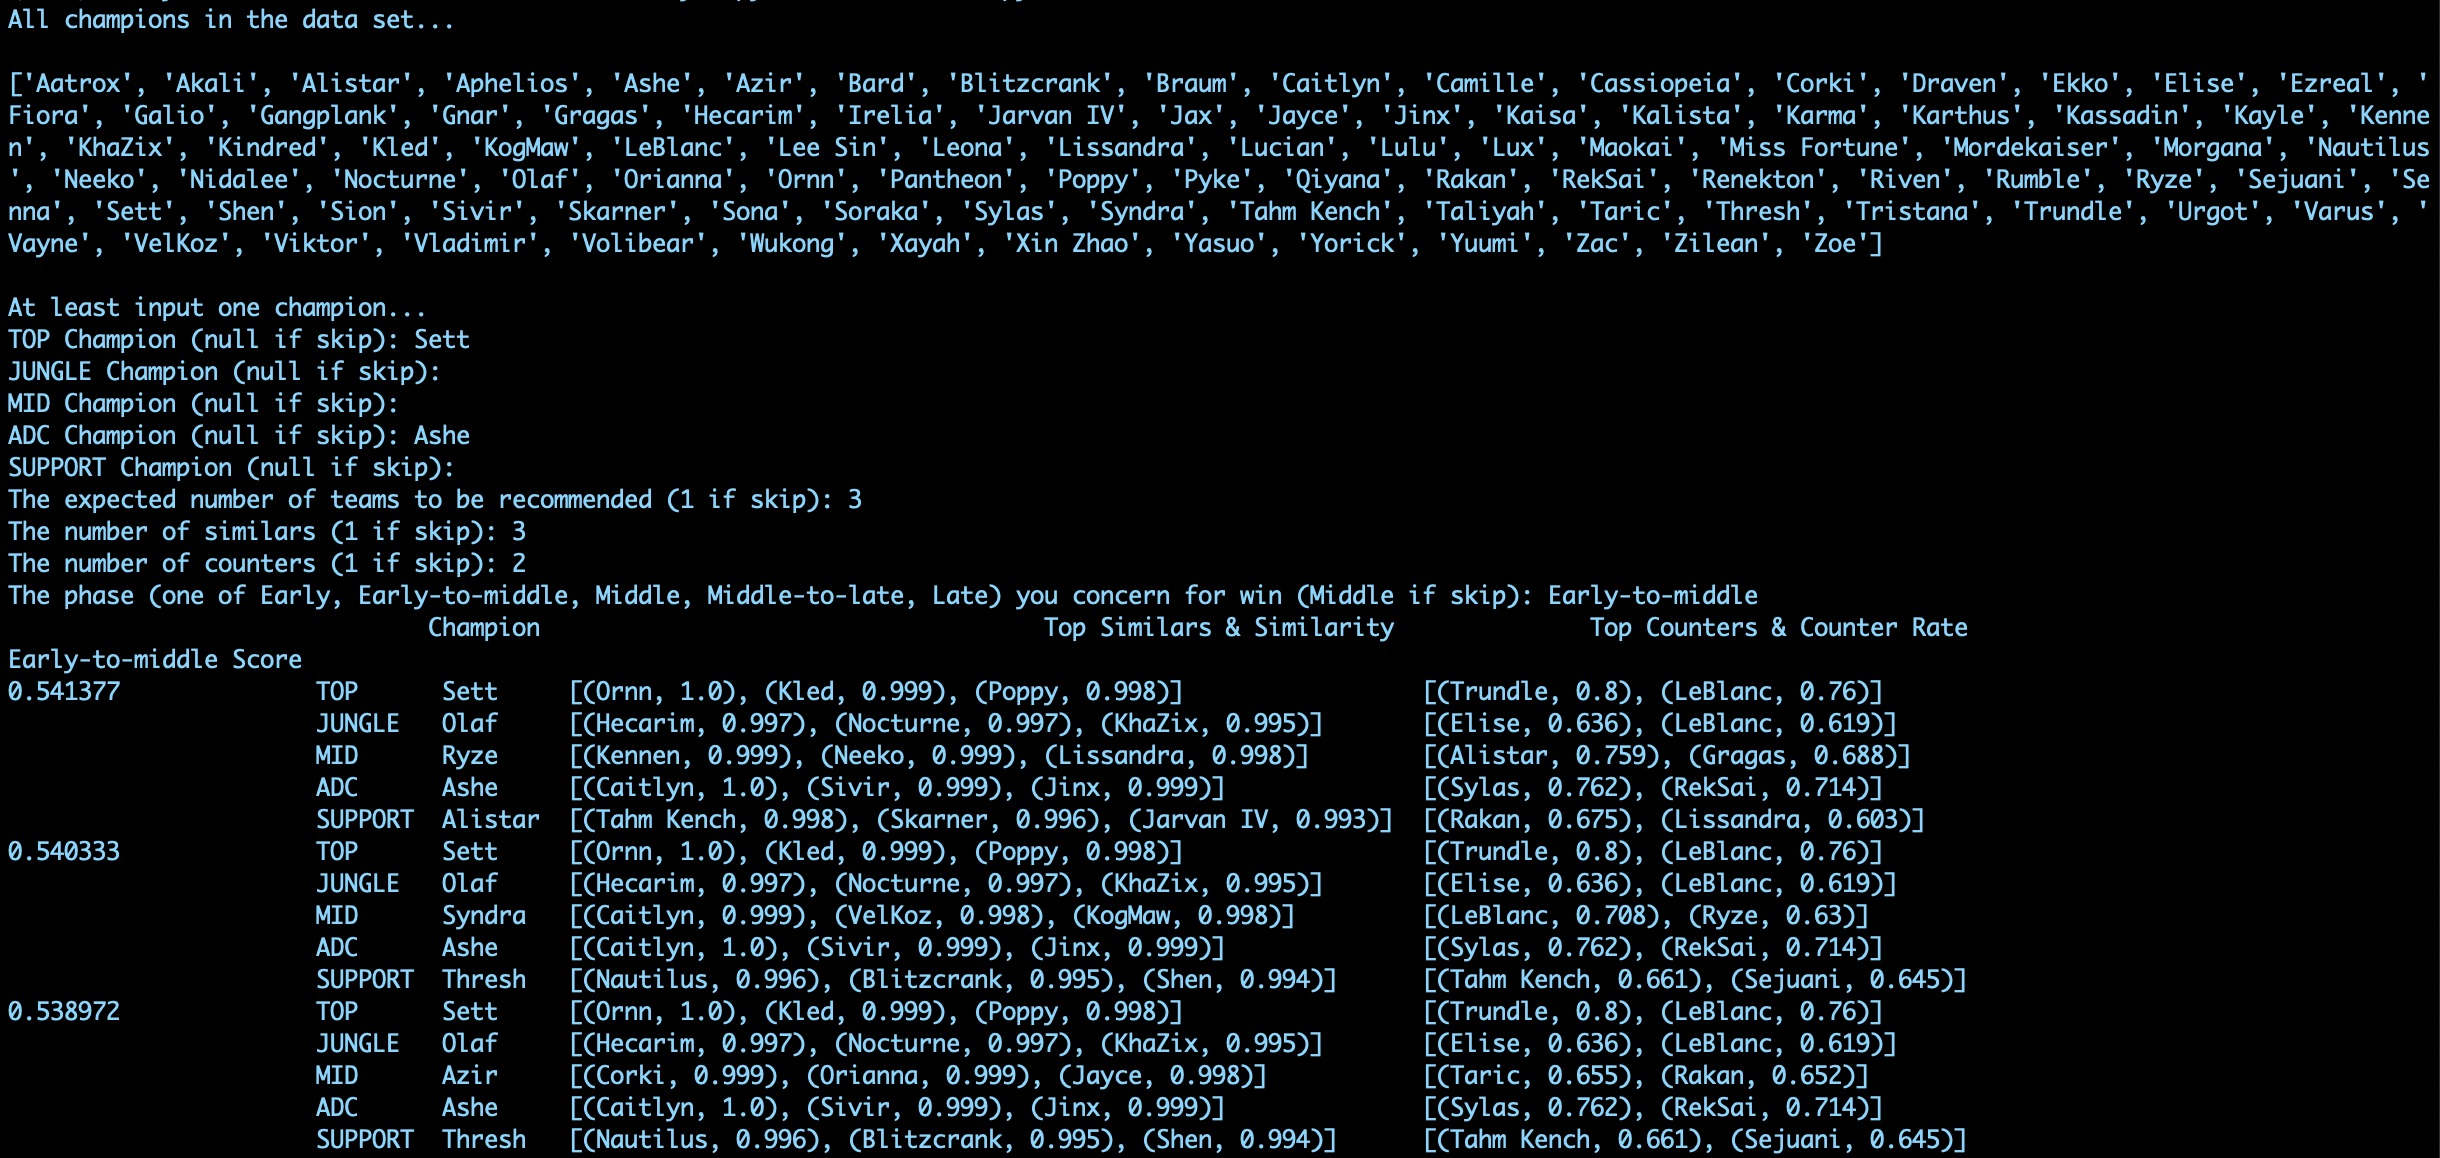 All champions in the data set...
['Aatrox', 'Akali', 'Alistar', 'Aphelios', 'Ashe', 'Azir', 'Bard', 'Blitzcrank', 'Braum', 'Caitlyn', 'Camille', 'Cassiopeia', 'Corki', 'Draven', 'Ekko', 'Elise', 'Ezreal', '
Fiora', 'Galio', 'Gangplank', 'Gnar', 'Gragas', 'Hecarim', 'Irelia', 'Jarvan IV', 'Jax', 'Jayce', 'Jinx', 'Kaisa', 'Kalista', 'Karma', 'Karthus', 'Kassadin', 'Kayle', 'Kenne
n', 'KhaZix', 'Kindred', 'Kled', 'KogMaw', 'LeBlanc', 'Lee Sin', 'Leona', 'Lissandra', 'Lucian', 'Lulu', 'Lux', 'Maokai', 'Miss Fortune', 'Mordekaiser', 'Morgana', 'Nautilus
', 'Neeko', 'Nidalee', 'Nocturne', 'Olaf', 'Orianna', 'Ornn', 'Pantheon', 'Poppy', 'Pyke', 'Qiyana', 'Rakan', 'RekSai', 'Renekton', 'Riven', 'Rumble', 'Ryze', 'Sejuani', 'Se
nna', 'Sett', 'Shen', 'Sion', 'Sivir', 'Skarner', 'Sona', 'Soraka', 'Sylas', 'Syndra', 'Tahm Kench', 'Taliyah', 'Taric', 'Thresh', 'Tristana', 'Trundle', 'Urgot', 'Varus', '
Vayne', 'VelKoz', 'Viktor', 'Vladimir', 'Volibear', 'Wukong', 'Xayah', 'Xin Zhao', 'Yasuo', 'Yorick', 'Yuumi', 'Zac', 'Zilean', 'Zoe']
At least input one champion...
TOP Champion (null if skip): Sett
JUNGLE Champion (null if skip):
MID Champion (null if skip):
ADC Champion (null if skip): Ashe
SUPPORT Champion (null if skip):
The expected number of teams to be recommended (1 if skip): 3
The number of similars (1 if skip): 3
The number of counters (1 if skip): 2
The phase (one of Early, Early-to-middle, Middle, Middle-to-late, Late) you concern for win (Middle if skip): Early-to-middle
Champion Top Similars & Similarity Top Counters & Counter Rate
Early-to-middle Score
0.541377 TOP Sett [(Ornn, 1.0), (Kled, 0.999), (Poppy, 0.998)] [(Trundle, 0.8), (LeBlanc, 0.76)]
JUNGLE Olaf [(Hecarim, 0.997), (Nocturne, 0.997), (KhaZix, 0.995)] [(Elise, 0.636), (LeBlanc, 0.619)]
MID Ryze [(Kennen, 0.999), (Neeko, 0.999), (Lissandra, 0.998)] [(Alistar, 0.759), (Gragas, 0.688)]
ADC Ashe [(Caitlyn, 1.0), (Sivir, 0.999), (Jinx, 0.999)] [(Sylas, 0.762), (RekSai, 0.714)]
SUPPORT Alistar [(Tahm Kench, 0.998), (Skarner, 0.996), (Jarvan IV, 0.993)] [(Rakan, 0.675), (Lissandra, 0.603)]
0.540333 TOP Sett [(Ornn, 1.0), (Kled, 0.999), (Poppy, 0.998)] [(Trundle, 0.8), (LeBlanc, 0.76)]
JUNGLE Olaf [(Hecarim, 0.997), (Nocturne, 0.997), (KhaZix, 0.995)] [(Elise, 0.636), (LeBlanc, 0.619)]
MID Syndra [(Caitlyn, 0.999), (VelKoz, 0.998), (KogMaw, 0.998)] [(LeBlanc, 0.708), (Ryze, 0.63)]
ADC Ashe [(Caitlyn, 1.0), (Sivir, 0.999), (Jinx, 0.999)] [(Sylas, 0.762), (RekSai, 0.714)]
SUPPORT Thresh [(Nautilus, 0.996), (Blitzcrank, 0.995), (Shen, 0.994)] [(Tahm Kench, 0.661), (Sejuani, 0.645)]
0.538972 TOP Sett [(Ornn, 1.0), (Kled, 0.999), (Poppy, 0.998)] [(Trundle, 0.8), (LeBlanc, 0.76)]
JUNGLE Olaf [(Hecarim, 0.997), (Nocturne, 0.997), (KhaZix, 0.995)] [(Elise, 0.636), (LeBlanc, 0.619)]
MID Azir [(Corki, 0.999), (Orianna, 0.999), (Jayce, 0.998)] [(Taric, 0.655), (Rakan, 0.652)]
ADC Ashe [(Caitlyn, 1.0), (Sivir, 0.999), (Jinx, 0.999)] [(Sylas, 0.762), (RekSai, 0.714)]
SUPPORT Thresh [(Nautilus, 0.996), (Blitzcrank, 0.995), (Shen, 0.994)] [(Tahm Kench, 0.661), (Sejuani, 0.645)]